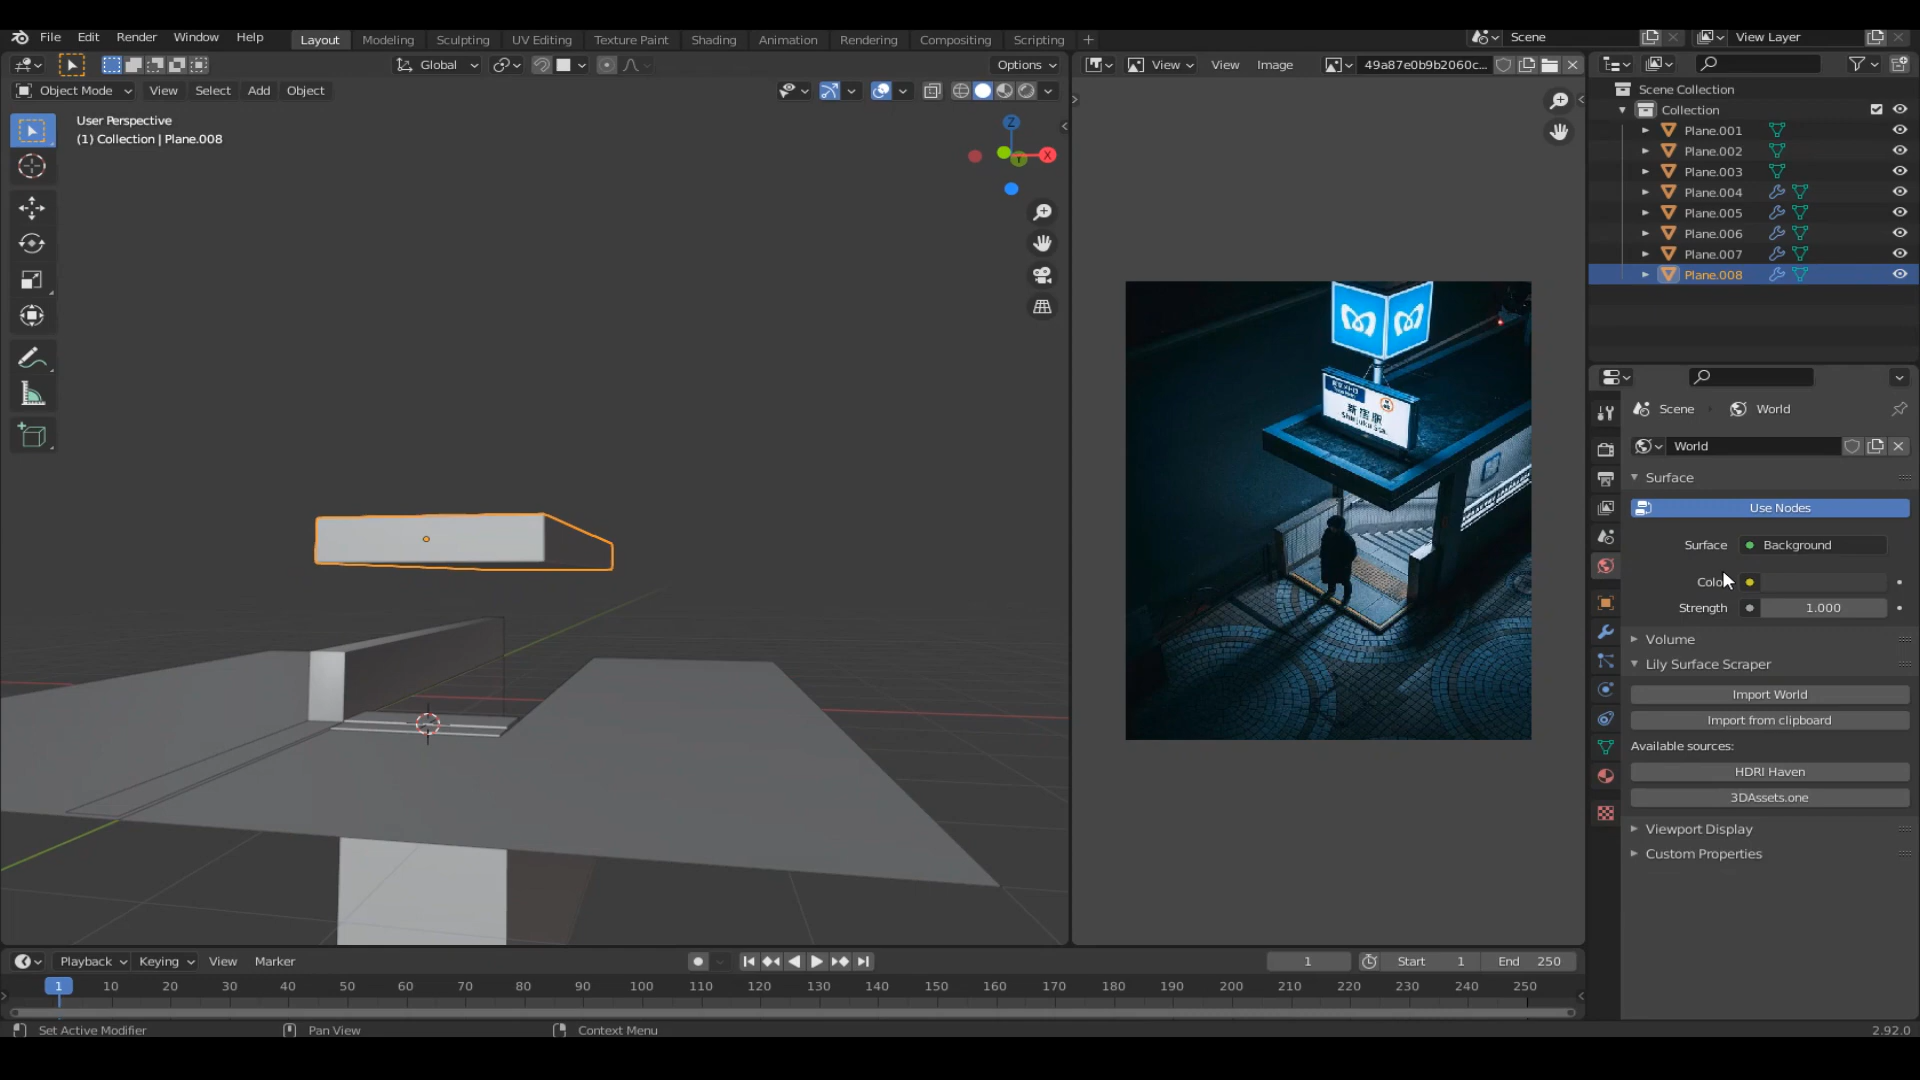 File Edit Render Window Help Layout Modeling Sculpting UV Editing Texture Paint Shading Animation Rendering Compositing Scripting Scene View Layer
Global Options View View Image 49a87e0b9b2060c...
Object Mode View Select Add Object
User Perspective
(1) Collection | Plane.008
Z
X
Y
新宿駅
Shinjuku Sta.
Scene Collection
Collection
Plane.001
Plane.002
Plane.003
Plane.004
Plane.005
Plane.006
Plane.007
Plane.008
Scene World
World
Surface
Use Nodes
Surface Background
Color
Strength 1.000
Volume
Lily Surface Scraper
Import World
Import from clipboard
Available sources:
HDRI Haven
3DAssets.one
Viewport Display
Custom Properties
Playback Keying View Marker 1 Start 1 End 250
1 10 20 30 40 50 60 70 80 90 100 110 120 130 140 150 160 170 180 190 200 210 220 230 240 250
Set Active Modifier Pan View Context Menu 2.92.0